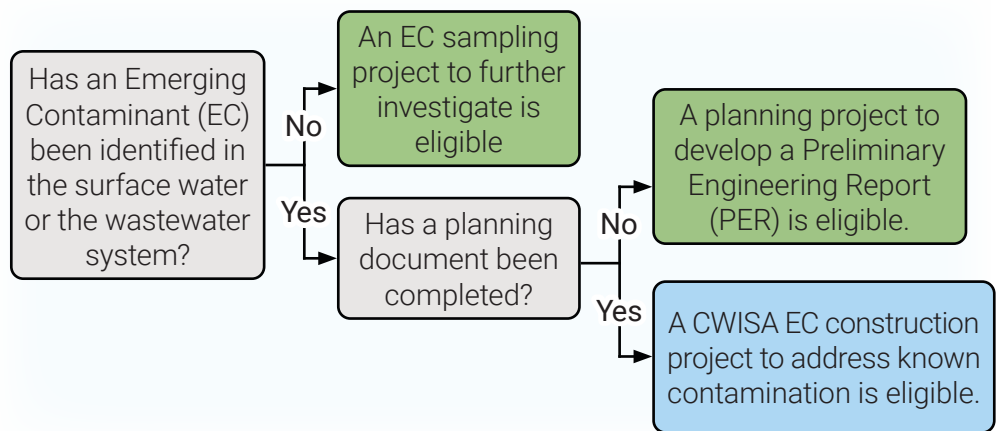 Has an Emerging
Contaminant (EC)
been identified in
the surface water
or the wastewater
system?
No
An EC sampling
project to further
investigate is
eligible
Yes
Has a planning
document been
completed?
No
A planning project to
develop a Preliminary
Engineering Report
(PER) is eligible.
Yes
A CWISA EC construction
project to address known
contamination is eligible.